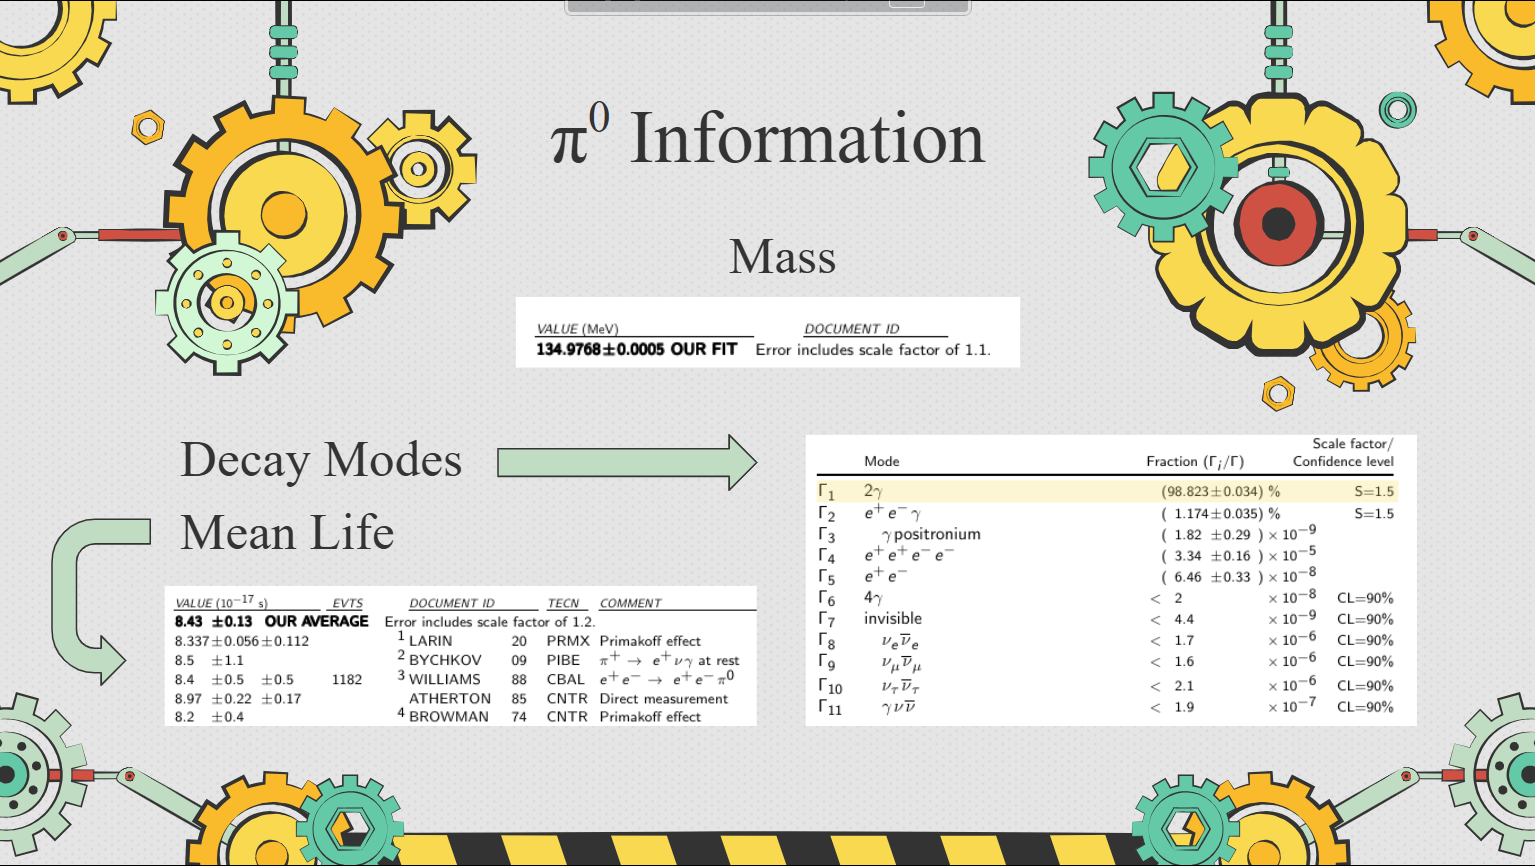 π⁰ Information
Mass
VALUE (MeV) DOCUMENT ID
134.9768±0.0005 OUR FIT Error includes scale factor of 1.1.
Decay Modes
Mean Life
VALUE (10⁻¹⁷ s) EVTS DOCUMENT ID TECN COMMENT
8.43 ±0.13 OUR AVERAGE Error includes scale factor of 1.2.
8.337±0.056±0.112 ¹ LARIN 20 PRMX Primakoff effect
8.5 ±1.1 ² BYCHKOV 09 PIBE π⁺ → e⁺νγ at rest
8.4 ±0.5 ±0.5 1182 ³ WILLIAMS 88 CBAL e⁺e⁻ → e⁺e⁻π⁰
8.97 ±0.22 ±0.17 ATHERTON 85 CNTR Direct measurement
8.2 ±0.4 ⁴ BROWMAN 74 CNTR Primakoff effect
Scale factor/
Mode Fraction (Γᵢ/Γ) Confidence level
Γ₁ 2γ (98.823±0.034) % S=1.5
Γ₂ e⁺e⁻γ ( 1.174±0.035) % S=1.5
Γ₃ γ positronium ( 1.82 ±0.29 ) × 10⁻⁹
Γ₄ e⁺e⁺e⁻e⁻ ( 3.34 ±0.16 ) × 10⁻⁵
Γ₅ e⁺e⁻ ( 6.46 ±0.33 ) × 10⁻⁸
Γ₆ 4γ < 2 × 10⁻⁸ CL=90%
Γ₇ invisible < 4.4 × 10⁻⁹ CL=90%
Γ₈ νₑν̅ₑ < 1.7 × 10⁻⁶ CL=90%
Γ₉ ν_μν̅_μ < 1.6 × 10⁻⁶ CL=90%
Γ₁₀ ν_τν̅_τ < 2.1 × 10⁻⁶ CL=90%
Γ₁₁ γνν̅ < 1.9 × 10⁻⁷ CL=90%